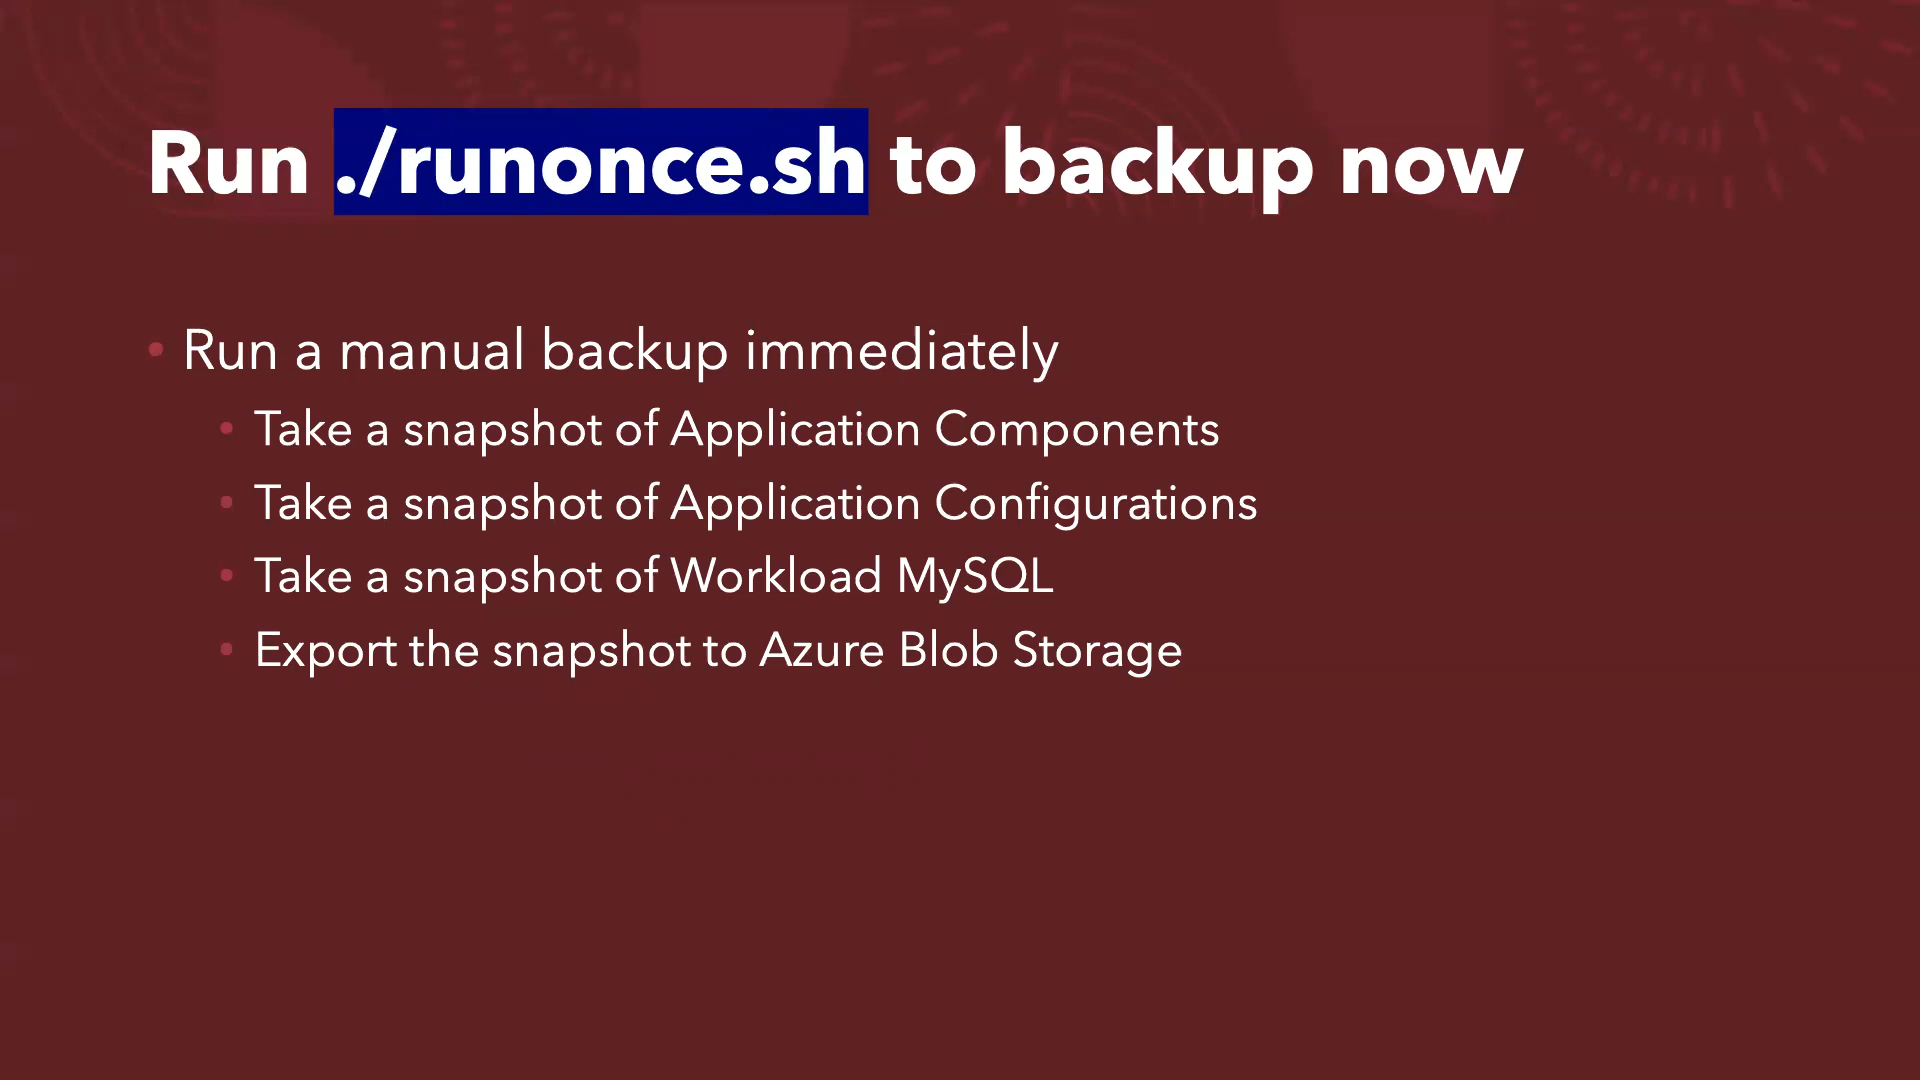 Run ./runonce.sh to backup now
• Run a manual backup immediately
• Take a snapshot of Application Components
• Take a snapshot of Application Configurations
• Take a snapshot of Workload MySQL
• Export the snapshot to Azure Blob Storage